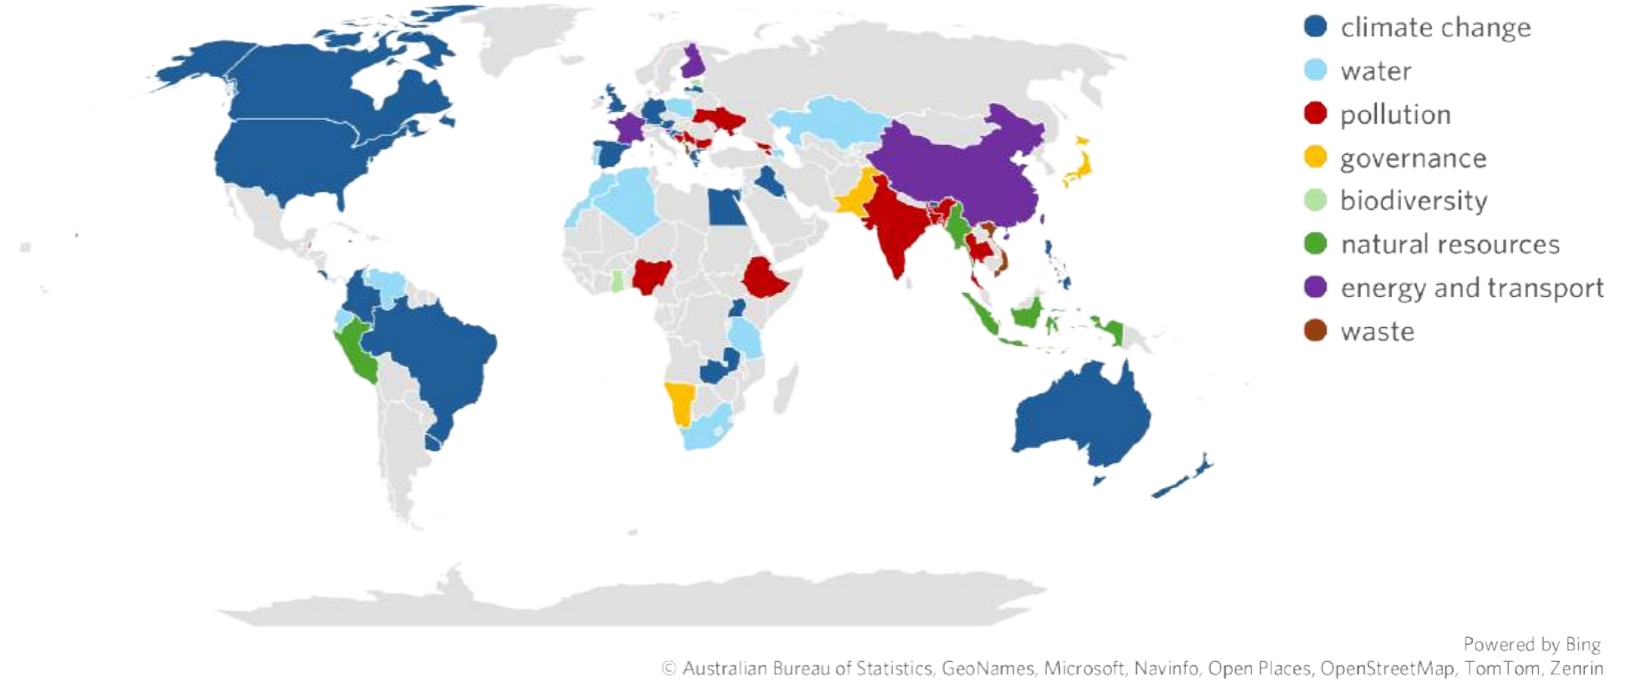 climate change
water
pollution
governance
biodiversity
natural resources
energy and transport
waste
Powered by Bing
© Australian Bureau of Statistics, GeoNames, Microsoft, Navinfo, Open Places, OpenStreetMap, TomTom, Zenrin